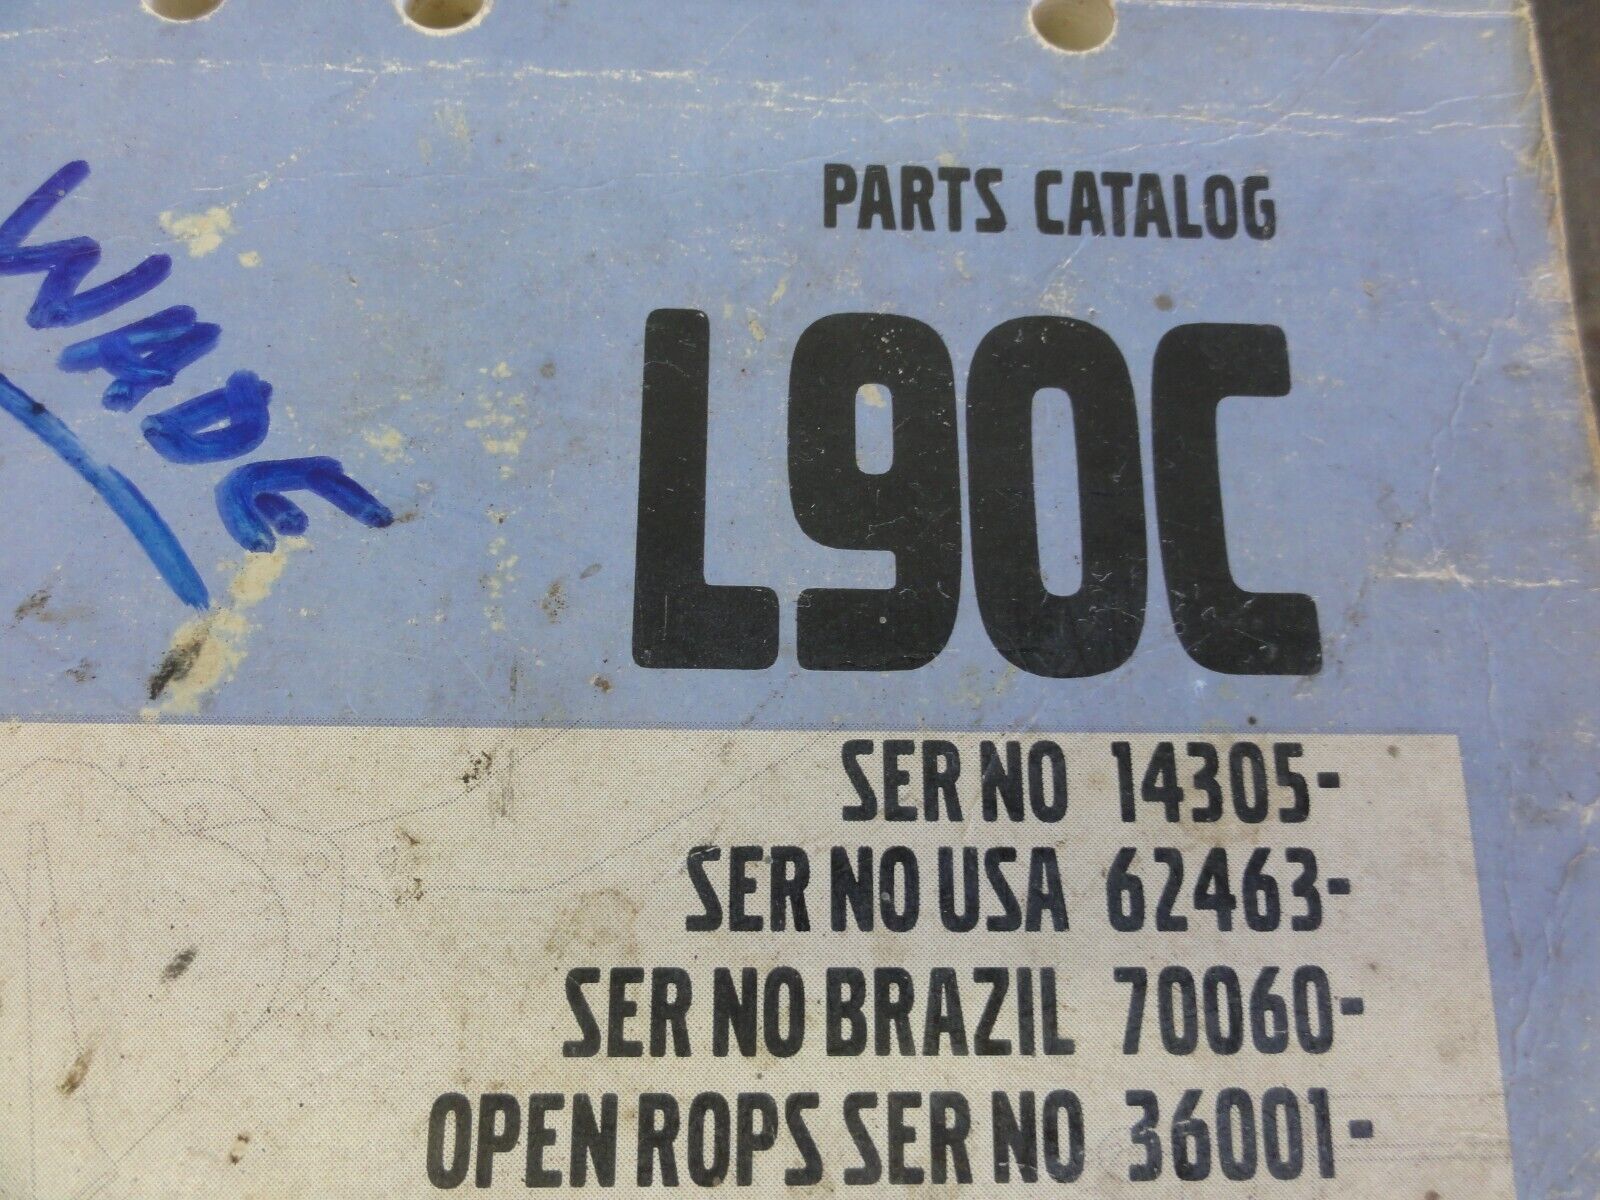 WADE
PARTS CATALOG
L90C
SER NO 14305-
SER NO USA 62463-
SER NO BRAZIL 70060-
OPEN ROPS SER NO 36001-